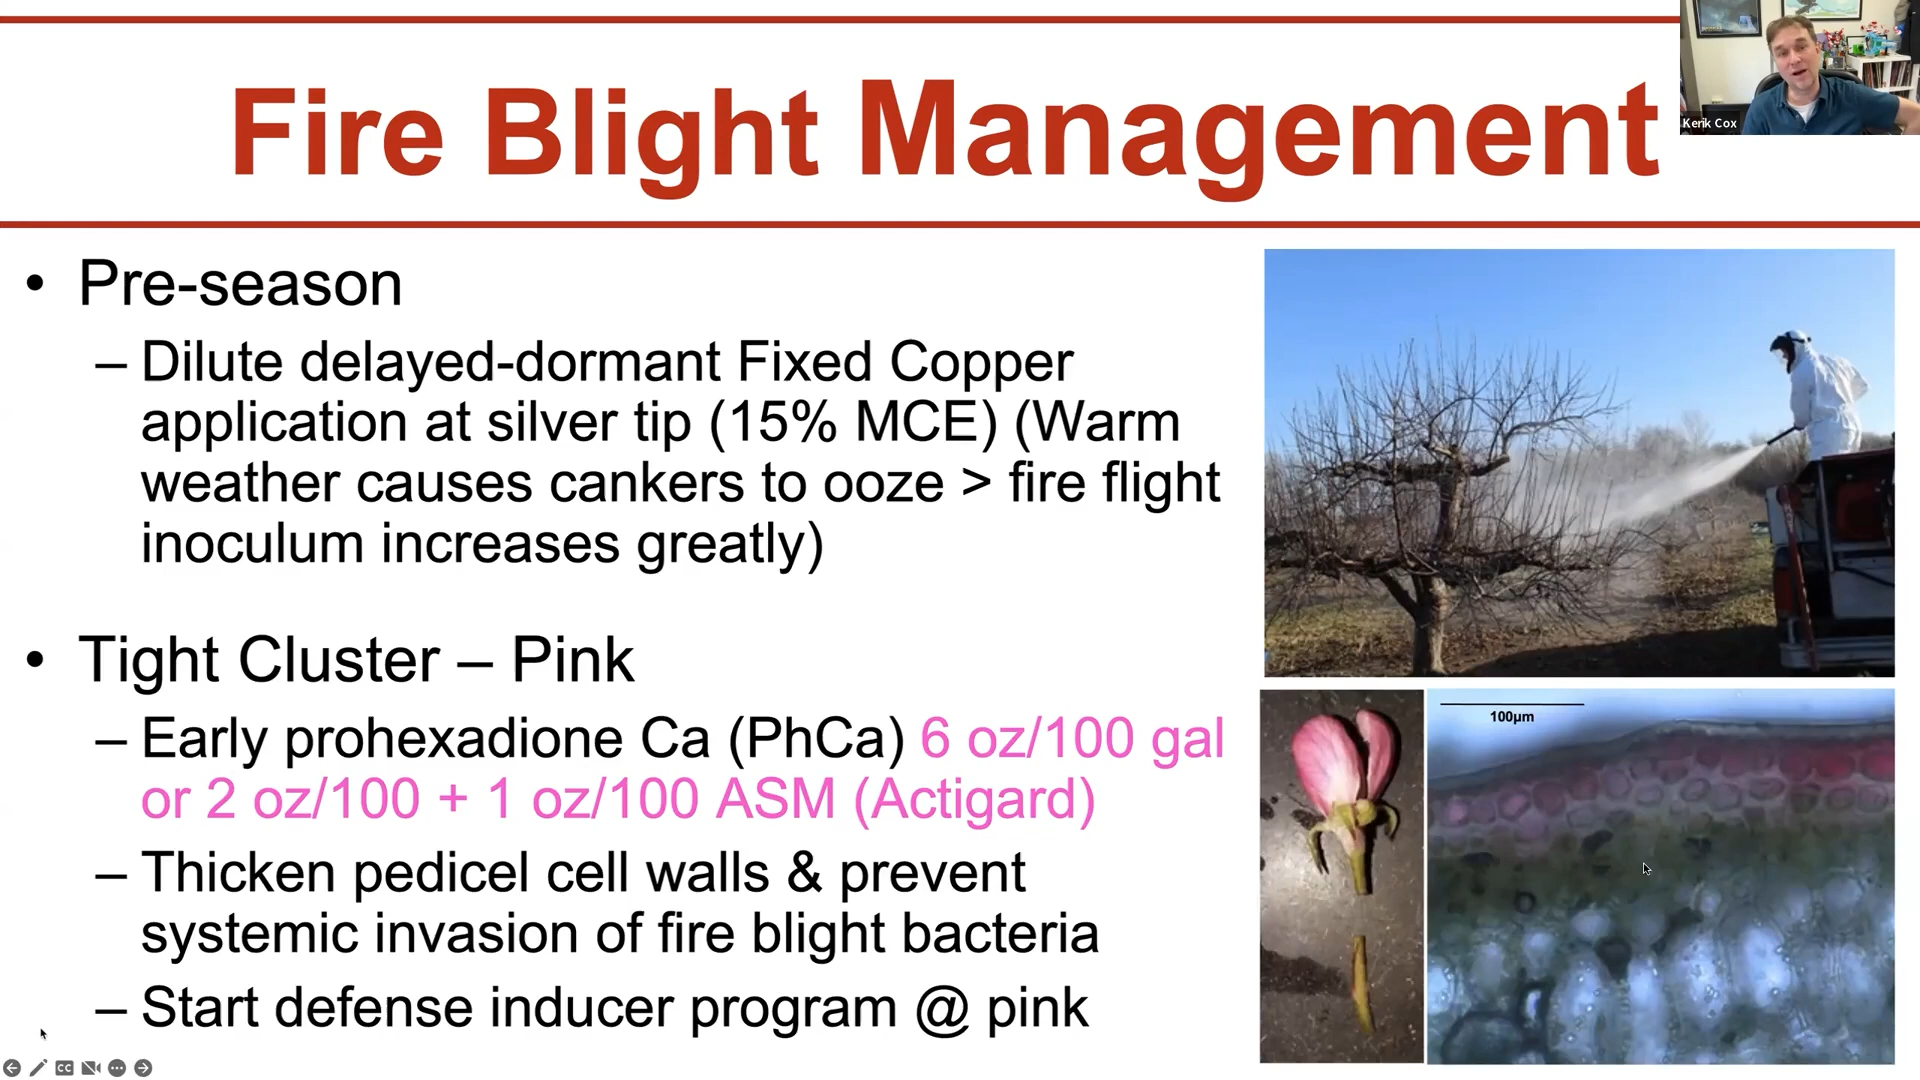 Fire Blight Management
Kerik Cox
• Pre-season
– Dilute delayed-dormant Fixed Copper
application at silver tip (15% MCE) (Warm
weather causes cankers to ooze > fire flight
inoculum increases greatly)
• Tight Cluster – Pink
– Early prohexadione Ca (PhCa) 6 oz/100 gal
or 2 oz/100 + 1 oz/100 ASM (Actigard)
– Thicken pedicel cell walls & prevent
systemic invasion of fire blight bacteria
– Start defense inducer program @ pink
100µm
CC